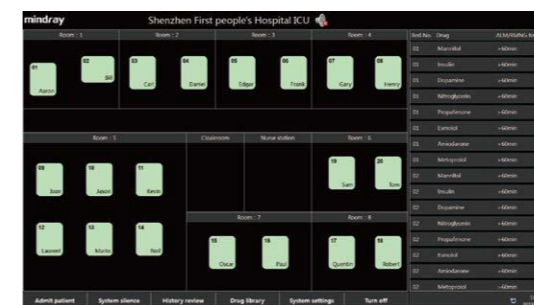 mindray Shenzhen First people's Hospital ICU
Room : 1 Room : 2 Room : 3 Room : 4 Bed No. Drug
01 02 03 04 05 06 07 08
Aaron Bill Carl Daniel Edgar Frank Gary Henry
Room : 5 Cleanroom Nurse station Room : 6
09 10 11 19 20
Joan Jason Kevin Sam Tom
Room : 7 Room : 8
12 13 14 15 16 17 18
Laurent Neil Oscar Paul Quentin Robert
01 Mannitol >60min
01 Insulin >60min
01 Dopamine >60min
01 Nitroglycerin >60min
01 Propafenone >60min
01 Esmolol >60min
01 Amiodarone >60min
01 Metoprolol >60min
02 Mannitol >60min
02 Insulin >60min
02 Dopamine >60min
02 Nitroglycerin >60min
02 Propafenone >60min
02 Esmolol >60min
02 Amiodarone >60min
02 Metoprolol >60min
Admit patient System silence History review Drug library System settings Turn off